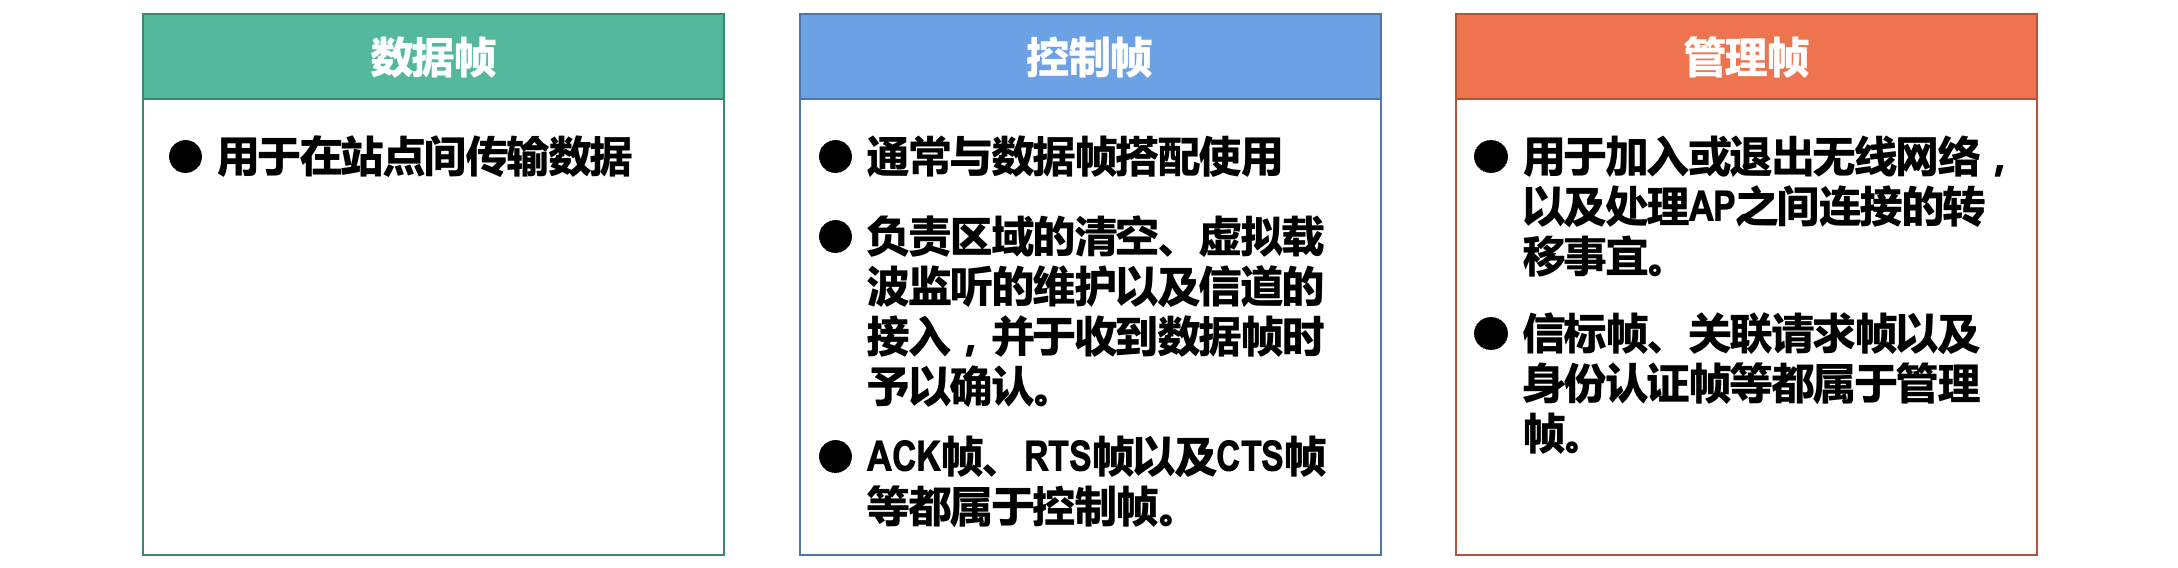 数据帧
● 用于在站点间传输数据
控制帧
● 通常与数据帧搭配使用
● 负责区域的清空、虚拟载
波监听的维护以及信道的
接入，并于收到数据帧时
予以确认。
● ACK帧、RTS帧以及CTS帧
等都属于控制帧。
管理帧
● 用于加入或退出无线网络，
以及处理AP之间连接的转
移事宜。
● 信标帧、关联请求帧以及
身份认证帧等都属于管理
帧。